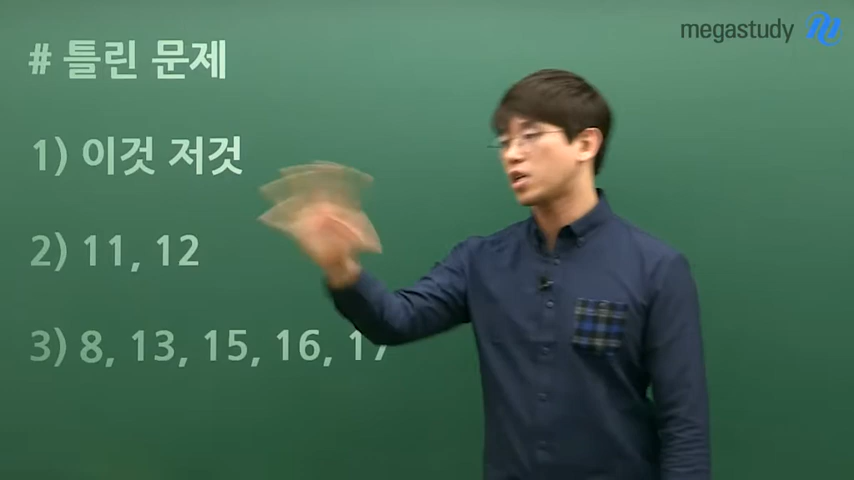 megastudy
# 틀린 문제
1) 이것 저것
2) 11, 12
3) 8, 13, 15, 16, 17